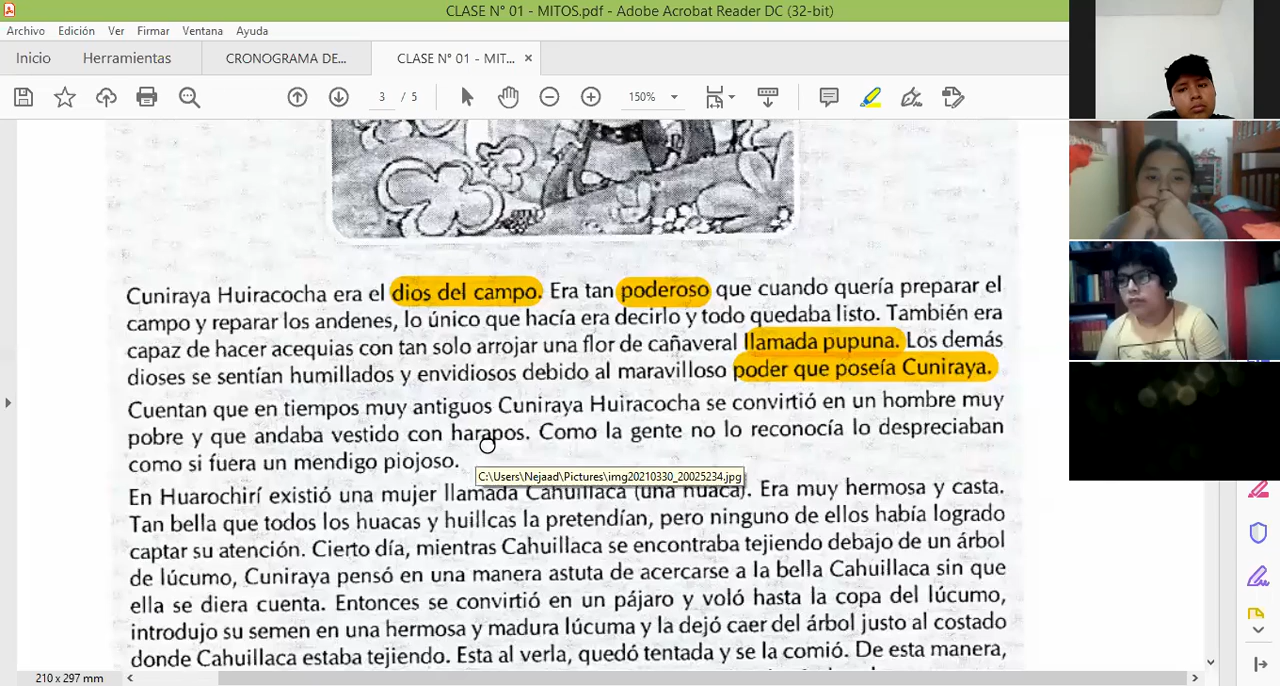 CLASE N° 01 - MITOS.pdf - Adobe Acrobat Reader DC (32-bit)
Archivo Edición Ver Firmar Ventana Ayuda
Inicio Herramientas CRONOGRAMA DE... CLASE N° 01 - MIT... ×
3 / 5 150%
Cuniraya Huiracocha era el dios del campo. Era tan poderoso que cuando quería preparar el
campo y reparar los andenes, lo único que hacía era decirlo y todo quedaba listo. También era
capaz de hacer acequias con tan solo arrojar una flor de cañaveral llamada pupuna. Los demás
dioses se sentían humillados y envidiosos debido al maravilloso poder que poseía Cuniraya.
Cuentan que en tiempos muy antiguos Cuniraya Huiracocha se convirtió en un hombre muy
pobre y que andaba vestido con harapos. Como la gente no lo reconocía lo despreciaban
como si fuera un mendigo piojoso.
C:\Users\Nejaad\Pictures\img20210330_20025234.jpg
En Huarochirí existió una mujer llamada Cahuillaca (una huaca). Era muy hermosa y casta.
Tan bella que todos los huacas y huillcas la pretendían, pero ninguno de ellos había logrado
captar su atención. Cierto día, mientras Cahuillaca se encontraba tejiendo debajo de un árbol
de lúcumo, Cuniraya pensó en una manera astuta de acercarse a la bella Cahuillaca sin que
ella se diera cuenta. Entonces se convirtió en un pájaro y voló hasta la copa del lúcumo,
introdujo su semen en una hermosa y madura lúcuma y la dejó caer del árbol justo al costado
donde Cahuillaca estaba tejiendo. Esta al verla, quedó tentada y se la comió. De esta manera,
210 x 297 mm